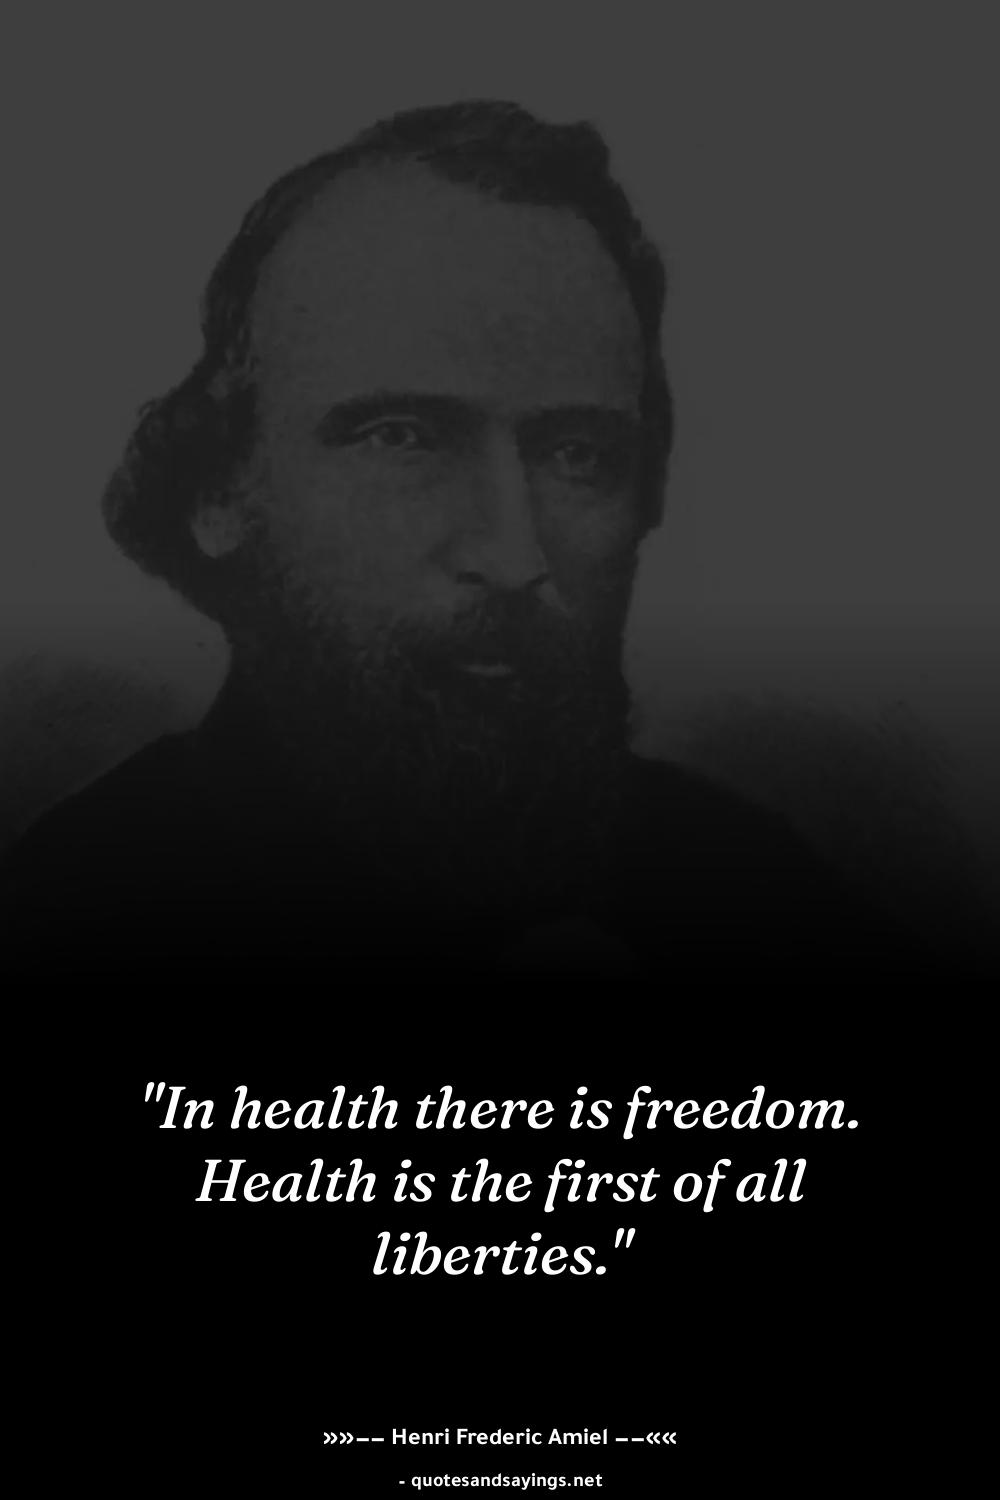 "In health there is freedom.
Health is the first of all
liberties."
»»−− Henri Frederic Amiel −−««
- quotesandsayings.net